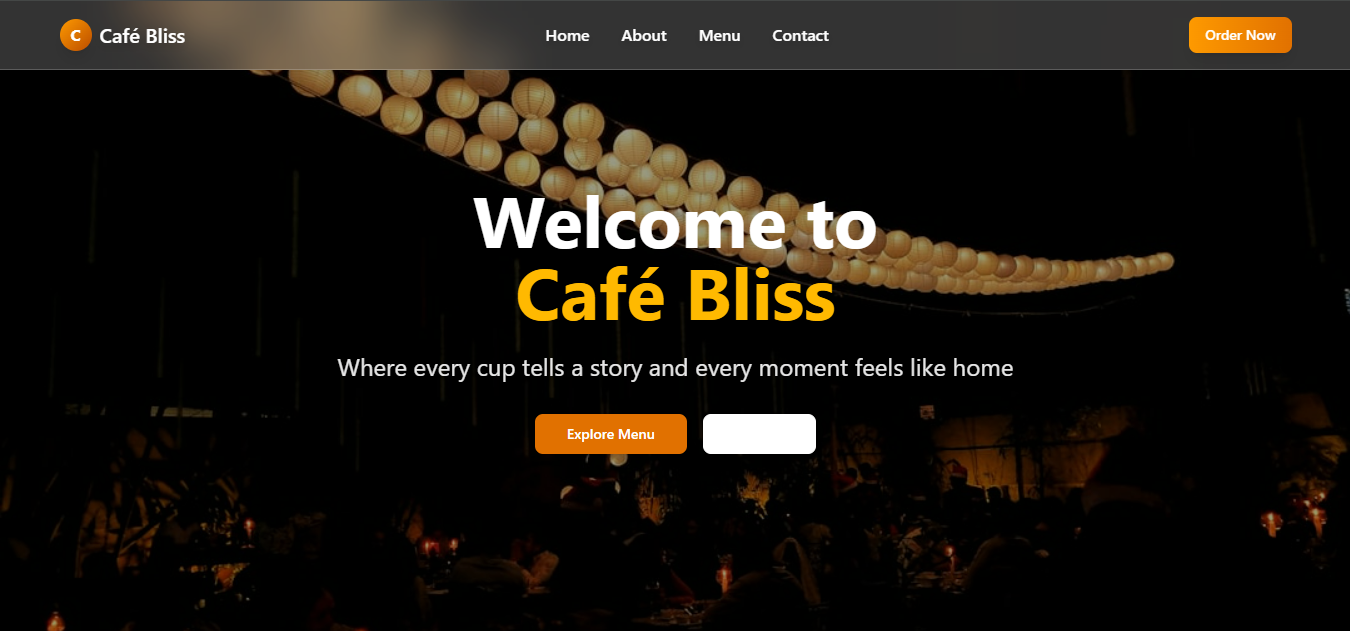 C Café Bliss
Home About Menu Contact
Order Now
Welcome to
Café Bliss
Where every cup tells a story and every moment feels like home
Explore Menu